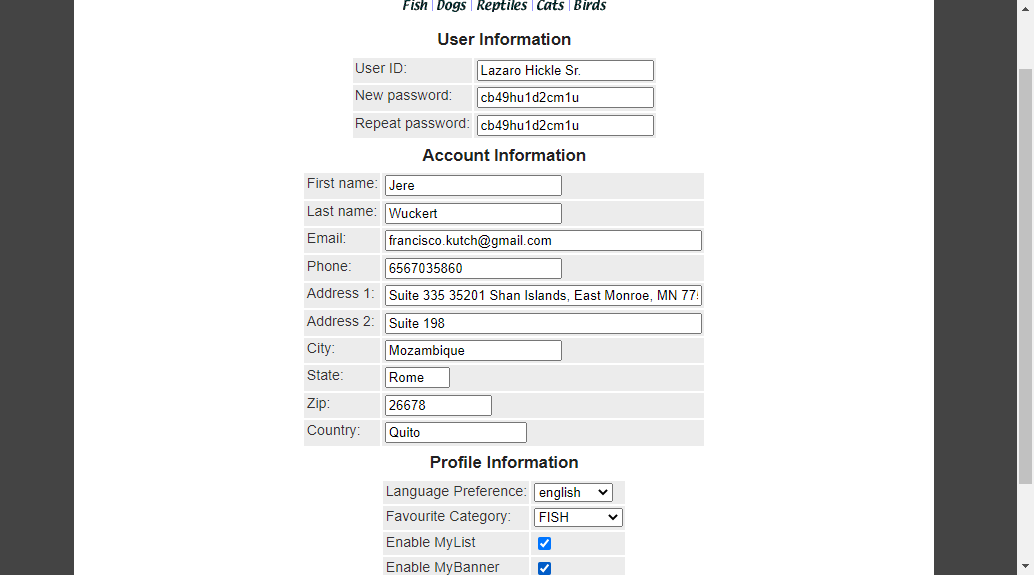 Fish | Dogs | Reptiles | Cats | Birds
User Information
User ID: Lazaro Hickle Sr.
New password: cb49hu1d2cm1u
Repeat password: cb49hu1d2cm1u
Account Information
First name: Jere
Last name: Wuckert
Email: francisco.kutch@gmail.com
Phone: 6567035860
Address 1: Suite 335 35201 Shan Islands, East Monroe, MN 77
Address 2: Suite 198
City: Mozambique
State: Rome
Zip: 26678
Country: Quito
Profile Information
Language Preference: english
Favourite Category: FISH
Enable MyList
Enable MyBanner